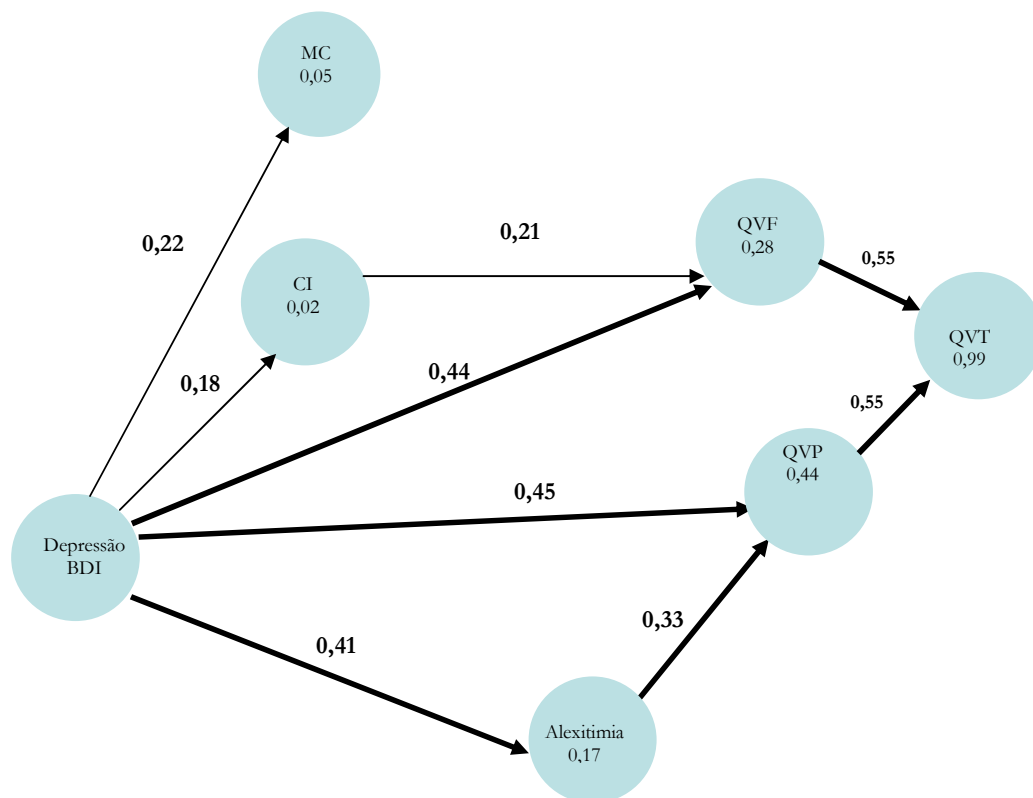 MC
0,05
0,22
0,21
QVF
0,28
0,55
CI
0,02
QVT
0,99
0,18
0,44
0,55
QVP
0,44
0,45
Depressão
BDI
0,41
0,33
Alexitimia
0,17